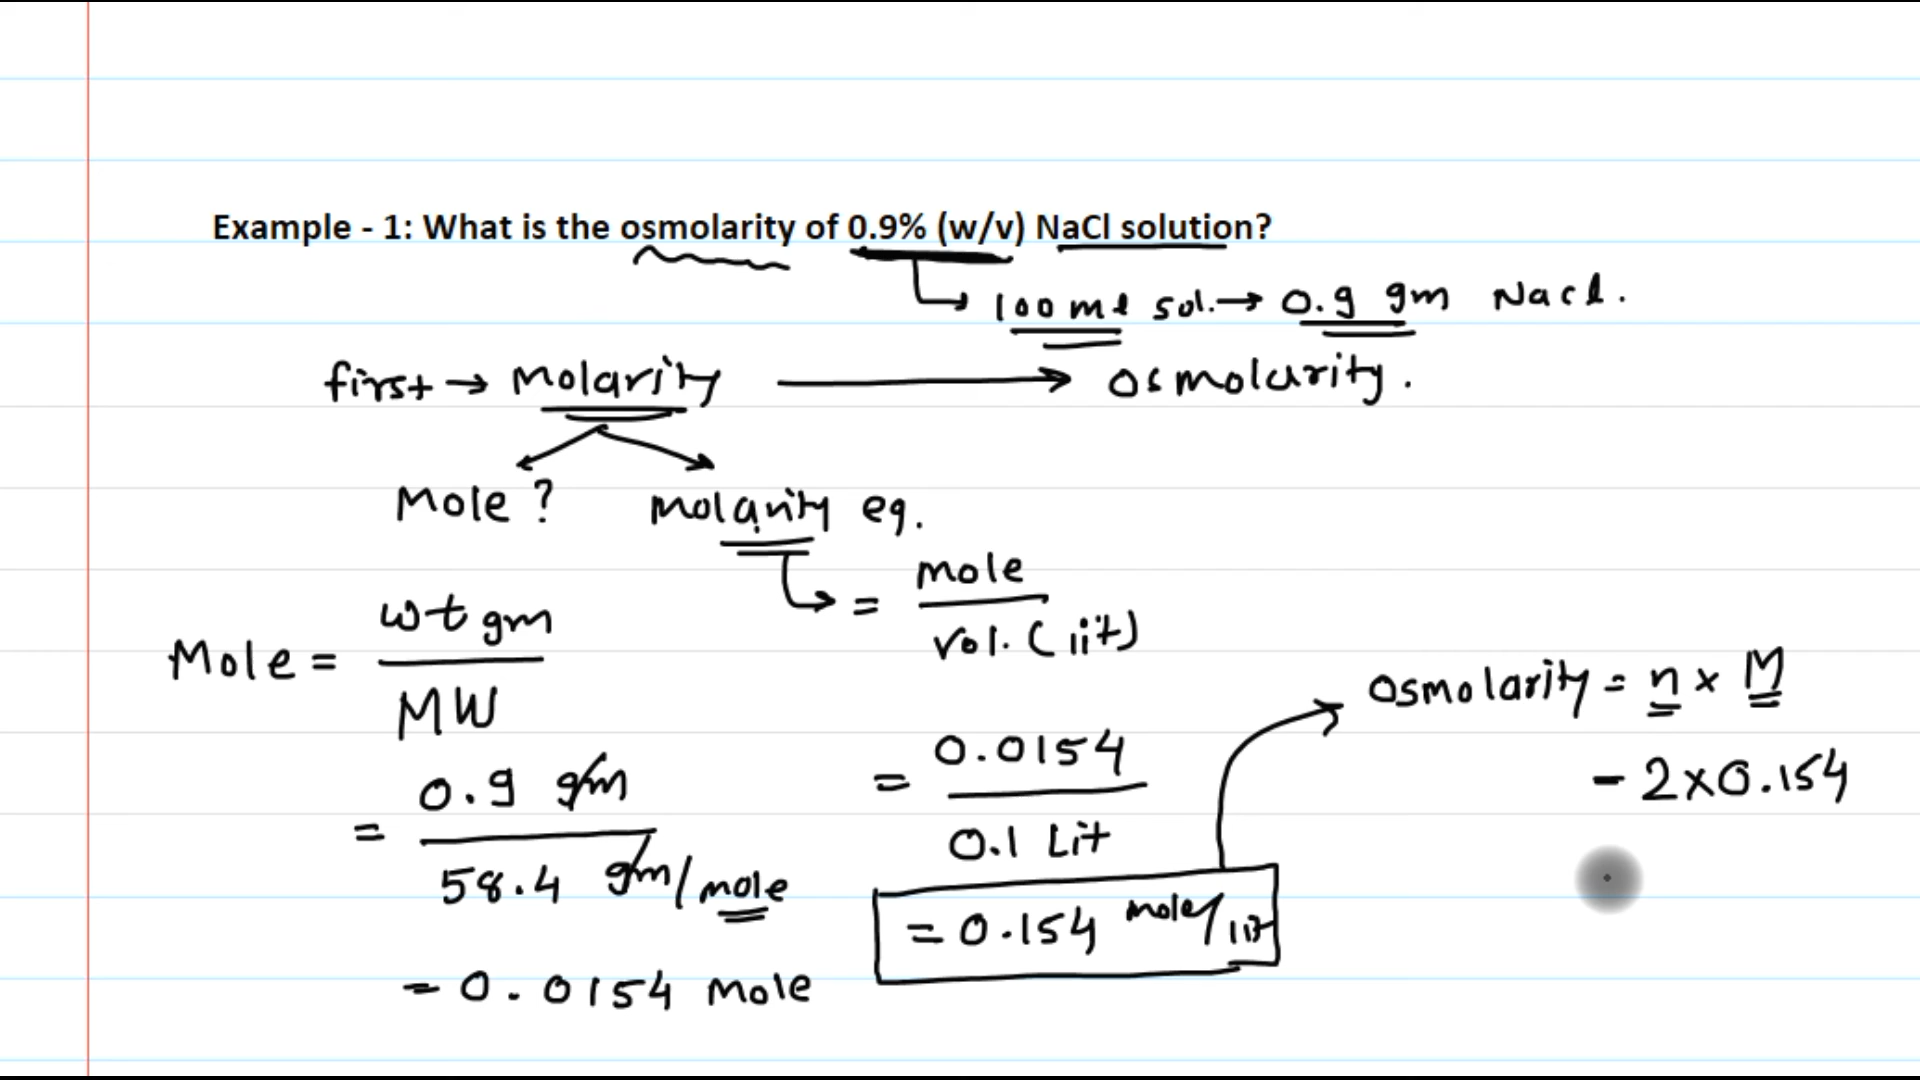 Example - 1: What is the osmolarity of 0.9% (w/v) NaCl solution?
100 ml sol. → 0.9 gm NaCl.
first → Molarity → Osmolarity.
Mole ? Molarity eq.
= mole / vol. (lit)
Mole = wt gm / MW
= 0.9 gm / 58.4 gm/mole
= 0.0154 Mole
= 0.0154 / 0.1 Lit
= 0.154 mole/lit
Osmolarity = n × M
= 2×0.154